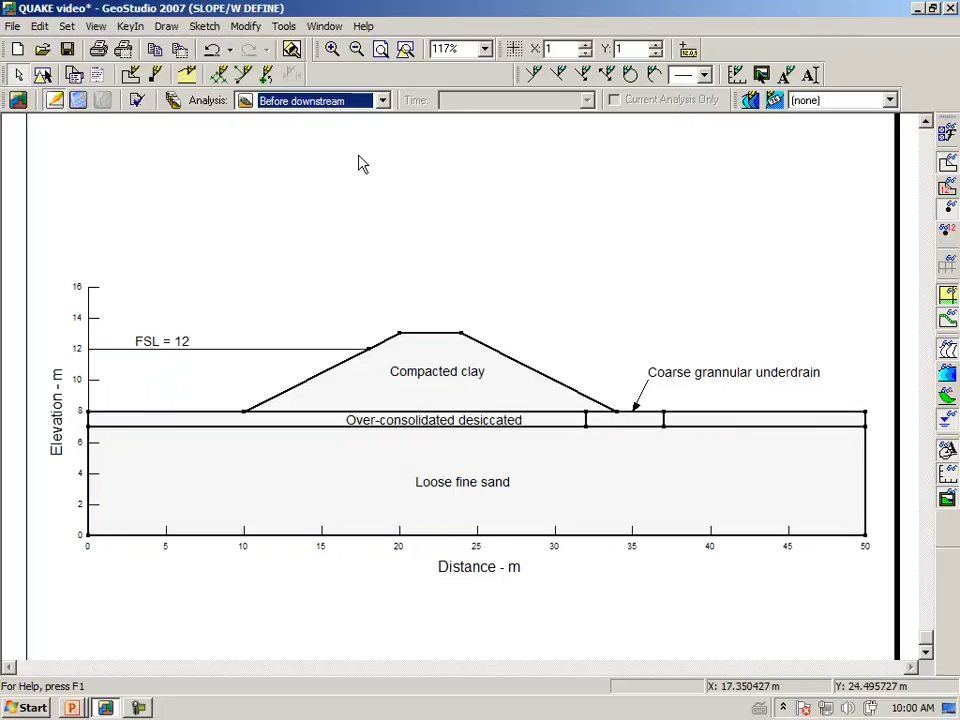 QUAKE video* - GeoStudio 2007 (SLOPE/W DEFINE)
File Edit Set View KeyIn Draw Sketch Modify Tools Window Help
117% X: 1 Y: 1
Analysis: Before downstream Time: Current Analysis Only (none)
16
14
FSL = 12
12
Compacted clay
Coarse grannular underdrain
10
8
Over-consolidated desiccated
6
4
Loose fine sand
2
0
Elevation - m
0 5 10 15 20 25 30 35 40 45 50
Distance - m
For Help, press F1
X: 17.350427 m
Y: 24.495727 m
Start
10:00 AM